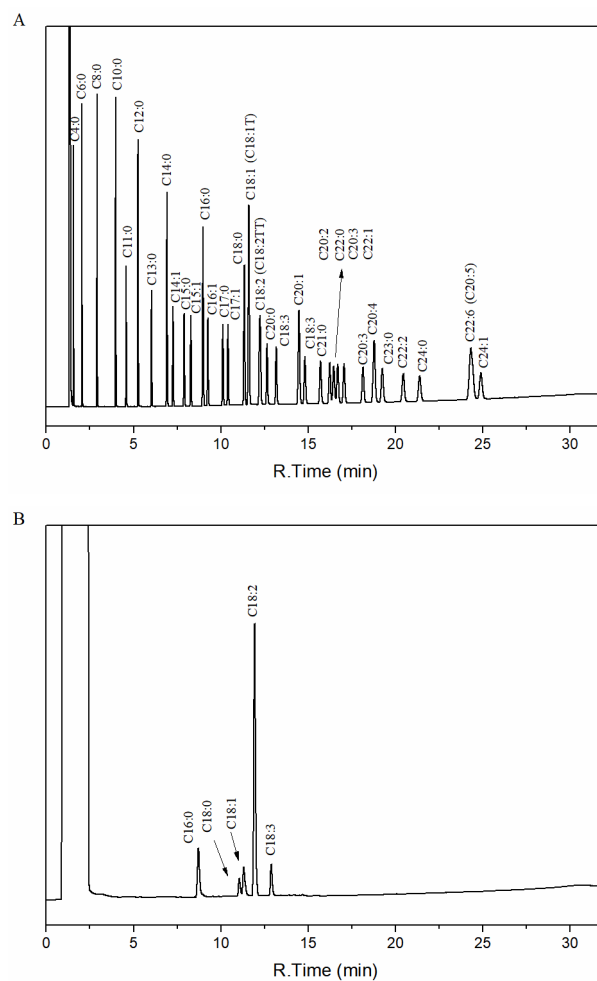 A
C4:0
C6:0
C8:0
C10:0
C11:0
C12:0
C13:0
C14:0
C14:1
C15:0
C15:1
C16:0
C16:1
C17:0
C17:1
C18:0
C18:1 (C18:1T)
C18:2 (C18:2TT)
C20:0
C18:3
C20:1
C18:3
C21:0
C20:2
C22:0
C20:3
C22:1
C20:3
C20:4
C23:0
C22:2
C24:0
C22:6 (C20:5)
C24:1
0 5 10 15 20 25 30
R.Time (min)
B
C16:0
C18:0
C18:1
C18:2
C18:3
0 5 10 15 20 25 30
R.Time (min)